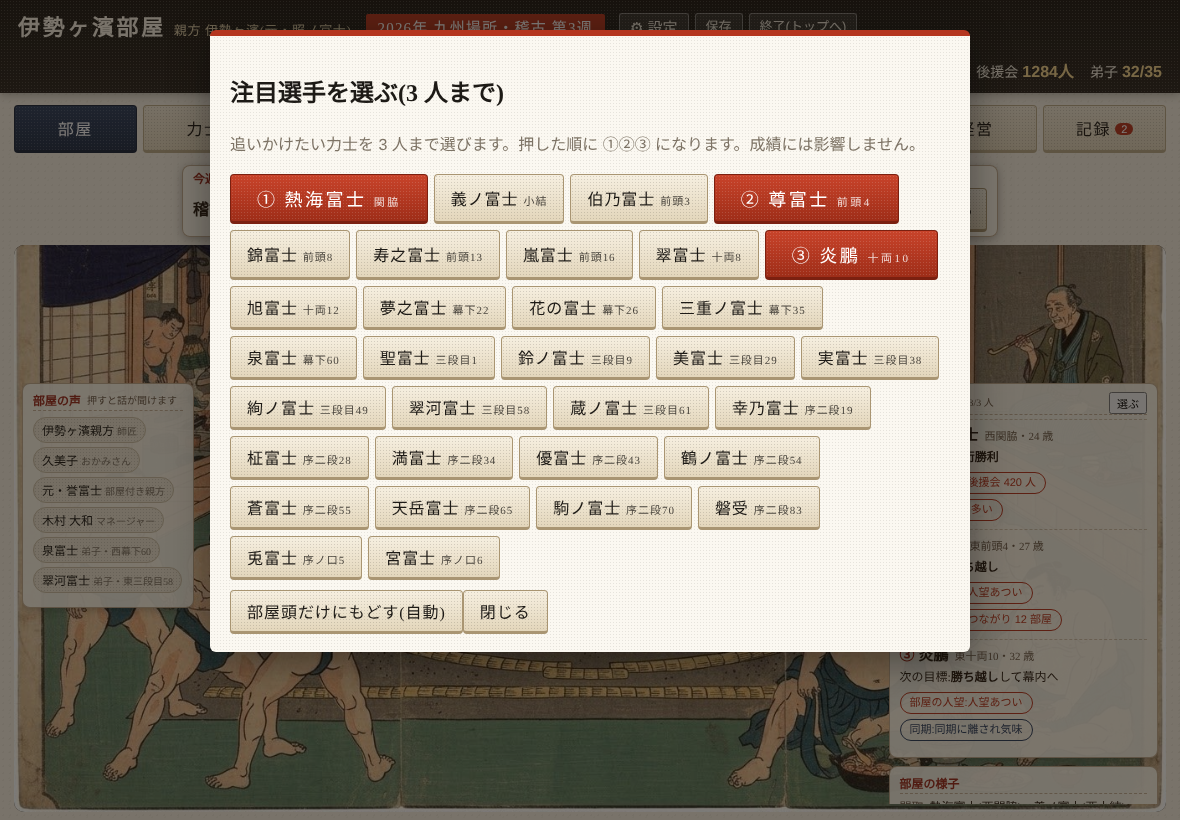 伊勢ヶ濱部屋 親方 伊勢ヶ濱(元・照ノ富士) 2026年 九州場所・稽古 第3週 ⚙ 設定 保存 終了(トップへ)
後援会 1284人 弟子 32/35
部屋 力士 経営 記録 2
注目選手を選ぶ(3 人まで)
追いかけたい力士を 3 人まで選びます。押した順に ①②③ になります。成績には影響しません。
① 熱海富士 関脇 義ノ富士 小結 伯乃富士 前頭3 ② 尊富士 前頭4
錦富士 前頭8 寿之富士 前頭13 嵐富士 前頭16 翠富士 十両8 ③ 炎鵬 十両10
旭富士 十両12 夢之富士 幕下22 花の富士 幕下26 三重ノ富士 幕下35
泉富士 幕下60 聖富士 三段目1 鈴ノ富士 三段目9 美富士 三段目29 実富士 三段目38
絢ノ富士 三段目49 翠河富士 三段目58 蔵ノ富士 三段目61 幸乃富士 序二段19
柾富士 序二段28 満富士 序二段34 優富士 序二段43 鶴ノ富士 序二段54
蒼富士 序二段55 天岳富士 序二段65 駒ノ富士 序二段70 磐受 序二段83
兎富士 序ノ口5 宮富士 序ノ口6
部屋頭だけにもどす(自動) 閉じる
部屋の声 押すと話が聞けます
伊勢ヶ濱親方 師匠
久美子 おかみさん
元・誉富士 部屋付き親方
木村 大和 マネージャー
泉富士 弟子・西幕下60
翠河富士 弟子・東三段目58
3/3 人 選ぶ
士 西関脇・24 歳
勝利
後援会 420 人
多い
東前頭4・27 歳
ち越し
人望あつい
つながり 12 部屋
③ 炎鵬 東十両10・32 歳
次の目標:勝ち越しして幕内へ
部屋の人望:人望あつい
同期:同期に離され気味
部屋の様子